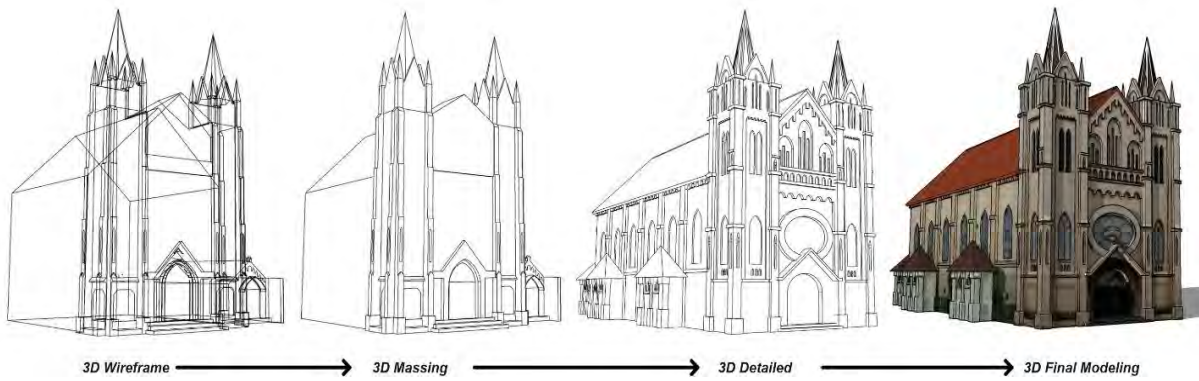 3D Wireframe
3D Massing
3D Detailed
3D Final Modeling